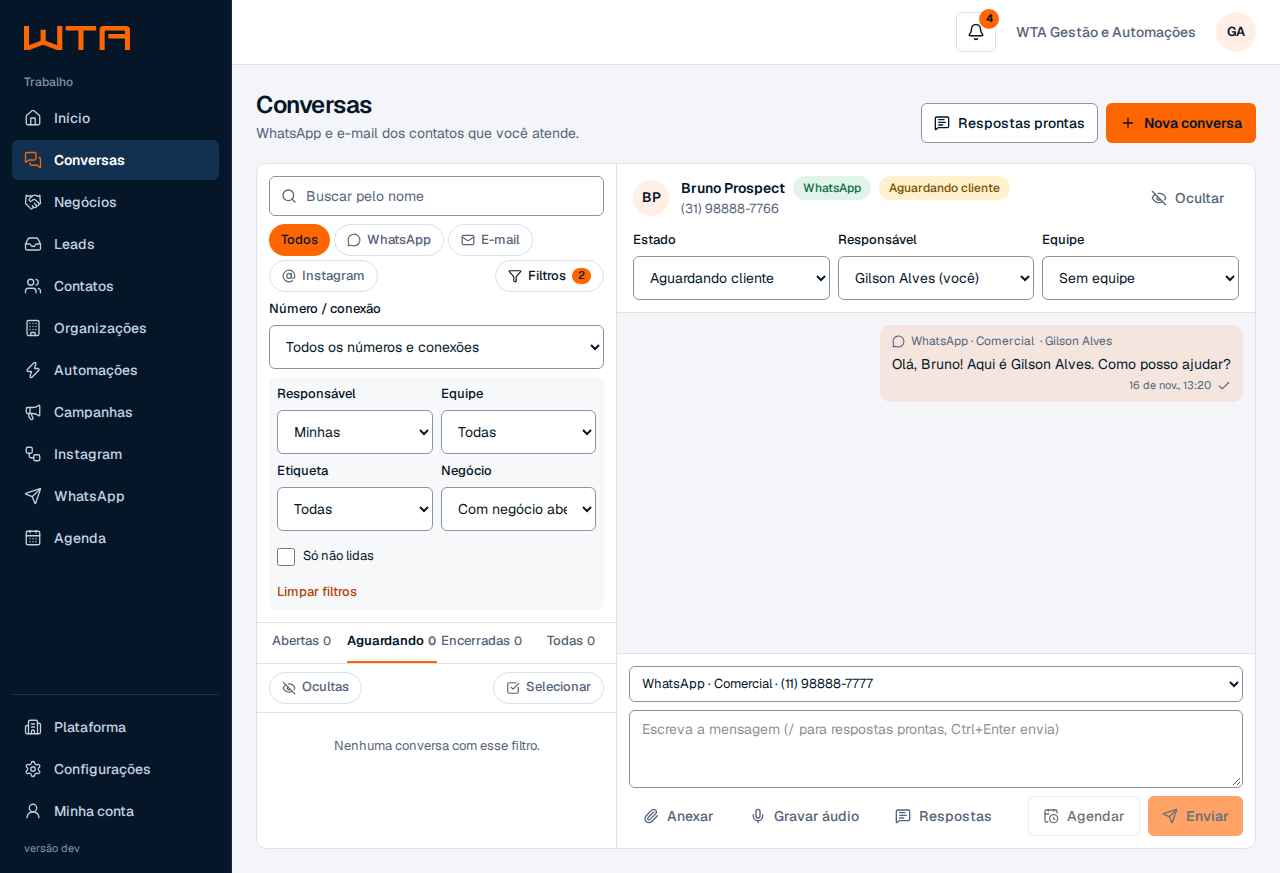 WTA
Trabalho
Início
Conversas
Negócios
Leads
Contatos
Organizações
Automações
Campanhas
Instagram
WhatsApp
Agenda
Plataforma
Configurações
Minha conta
versão dev
4
WTA Gestão e Automações
GA
Conversas
WhatsApp e e-mail dos contatos que você atende.
Respostas prontas
Nova conversa
Buscar pelo nome
Todos
WhatsApp
E-mail
Instagram
Filtros 2
Número / conexão
Todos os números e conexões
Responsável
Equipe
Minhas
Todas
Etiqueta
Negócio
Todas
Com negócio abe
Só não lidas
Limpar filtros
Abertas 0
Aguardando 0
Encerradas 0
Todas 0
Ocultas
Selecionar
Nenhuma conversa com esse filtro.
BP
Bruno Prospect
WhatsApp
Aguardando cliente
(31) 98888-7766
Ocultar
Estado
Responsável
Equipe
Aguardando cliente
Gilson Alves (você)
Sem equipe
WhatsApp · Comercial · Gilson Alves
Olá, Bruno! Aqui é Gilson Alves. Como posso ajudar?
16 de nov., 13:20
WhatsApp · Comercial · (11) 98888-7777
Escreva a mensagem (/ para respostas prontas, Ctrl+Enter envia)
Anexar
Gravar áudio
Respostas
Agendar
Enviar